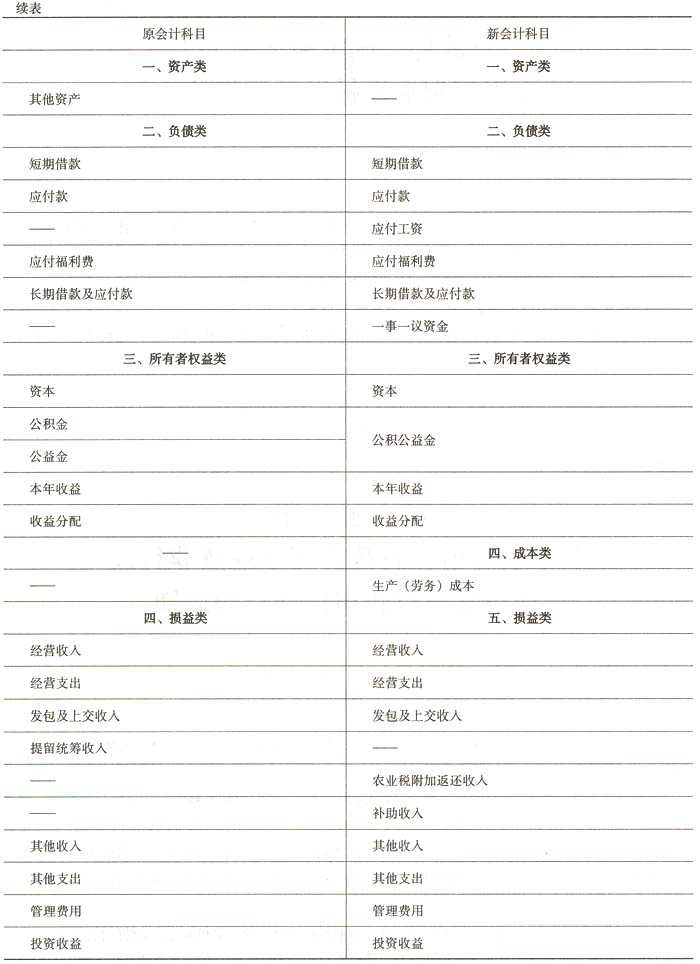 续表
原会计科目 新会计科目
一、资产类 一、资产类
其他资产 ——
二、负债类 二、负债类
短期借款 短期借款
应付款 应付款
—— 应付工资
应付福利费 应付福利费
长期借款及应付款 长期借款及应付款
—— 一事一议资金
三、所有者权益类 三、所有者权益类
资本 资本
公积金
公积公益金
公益金
本年收益 本年收益
收益分配 收益分配
—— 四、成本类
—— 生产（劳务）成本
四、损益类 五、损益类
经营收入 经营收入
经营支出 经营支出
发包及上交收入 发包及上交收入
提留统筹收入 ——
—— 农业税附加返还收入
—— 补助收入
其他收入 其他收入
其他支出 其他支出
管理费用 管理费用
投资收益 投资收益